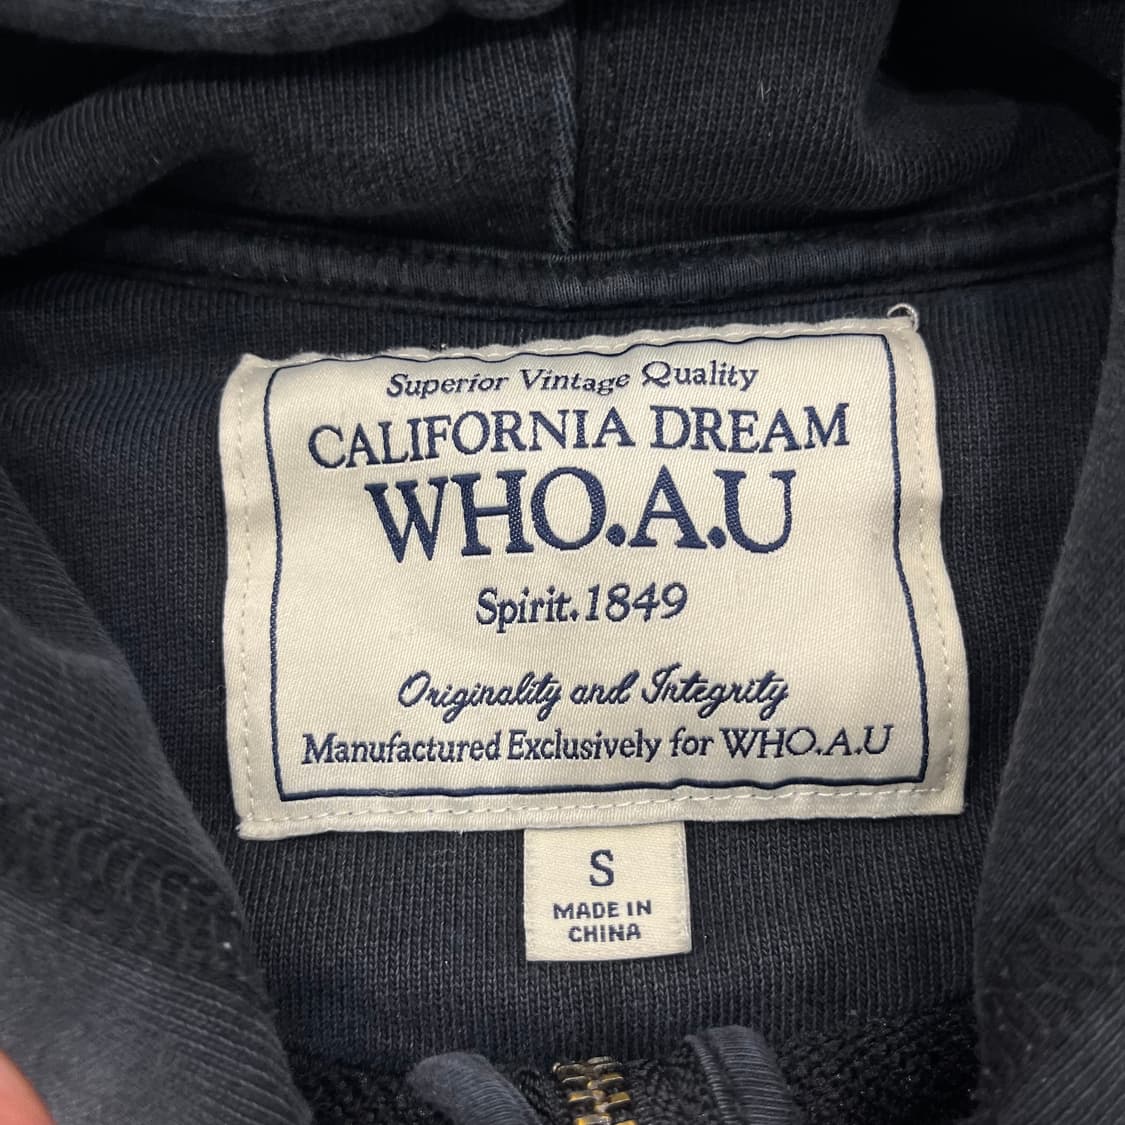 Superior Vintage Quality
CALIFORNIA DREAM
WHO.A.U
Spirit.1849
Originality and Integrity
Manufactured Exclusively for WHO.A.U
S
MADE IN
CHINA